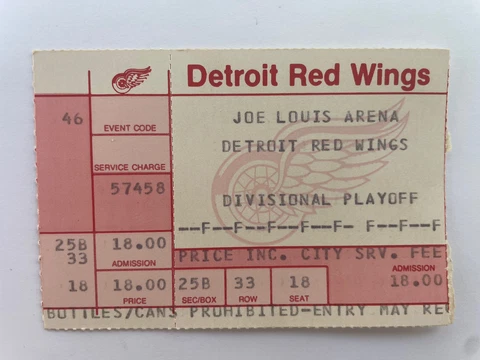 Detroit Red Wings
46
EVENT CODE
JOE LOUIS ARENA
DETROIT RED WINGS
SERVICE CHARGE
57458
DIVISIONAL PLAYOFF
--F--F--F--F--F- F--F--F
25B 18.00 PRICE INC. CITY SRV. FEE
33 ADMISSION ADMISSION
18 18.00 25B 33 18 18.00
PRICE SEC/BOX ROW SEAT
BOTTLES/CANS PROHIBITED-ENTRY MAY